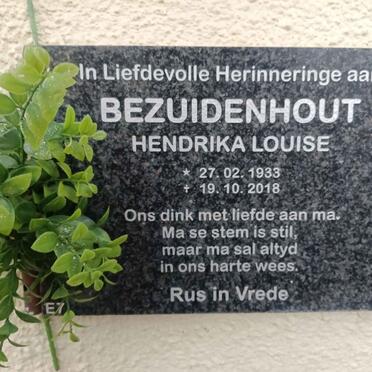 In Liefdevolle Herinneringe aan
BEZUIDENHOUT
HENDRIKA LOUISE
* 27. 02. 1933
+ 19. 10. 2018
Ons dink met liefde aan ma.
Ma se stem is stil,
maar ma sal altyd
in ons harte wees.
Rus in Vrede
E7